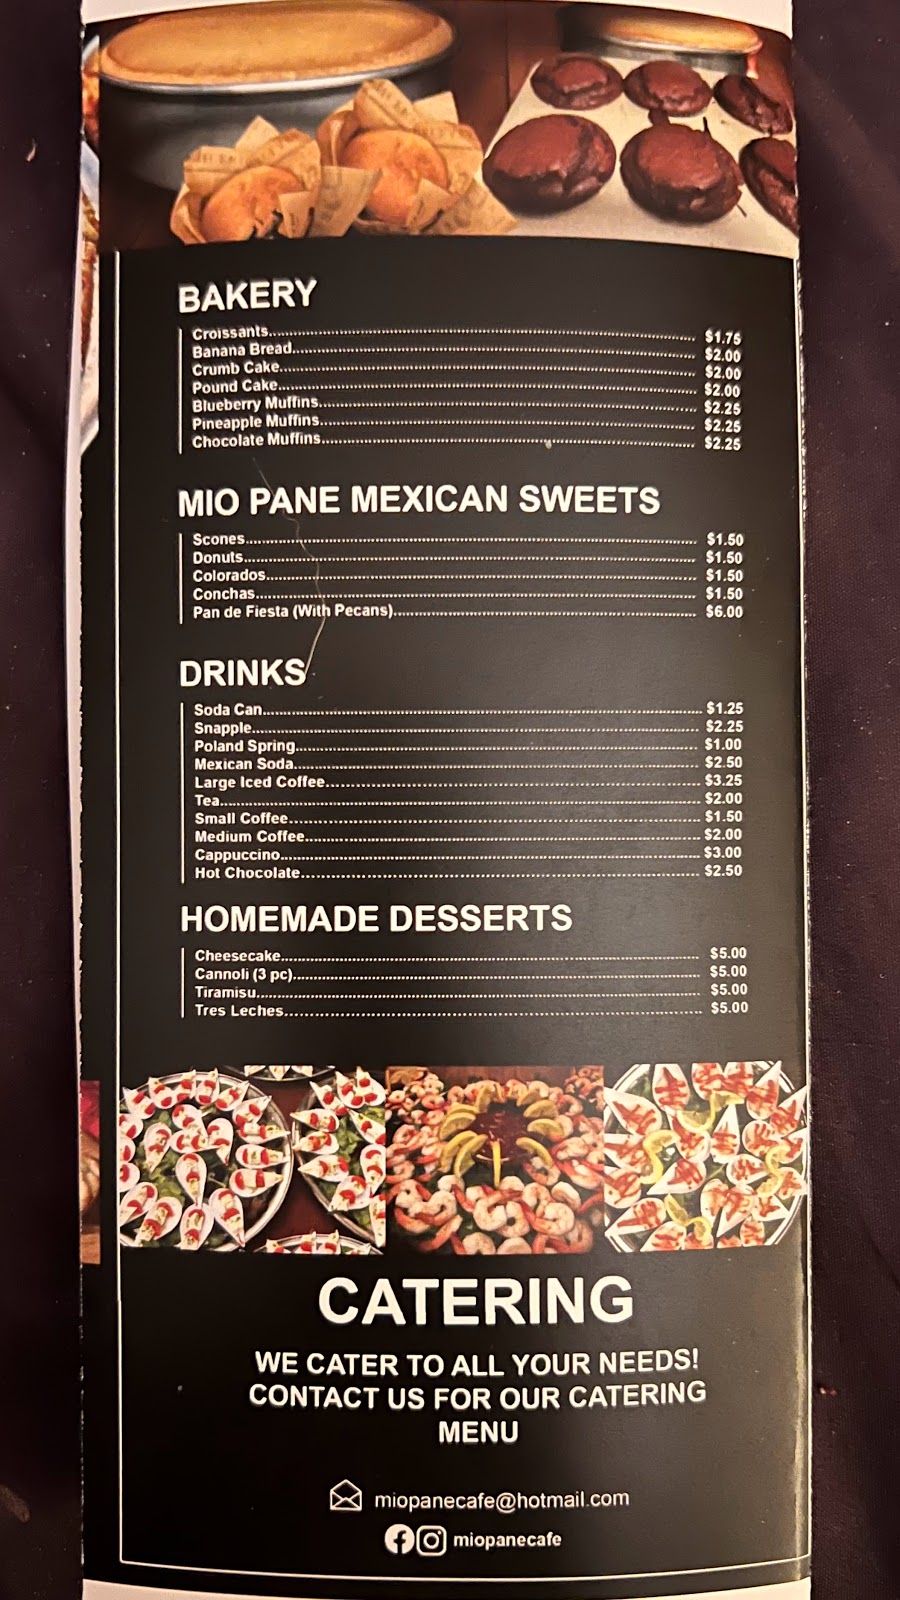 BAKERY
Croissants........ $1.75
Banana Bread........ $2.00
Crumb Cake........ $2.00
Pound Cake........ $2.00
Blueberry Muffins........ $2.25
Pineapple Muffins........ $2.25
Chocolate Muffins........ $2.25
MIO PANE MEXICAN SWEETS
Scones........ $1.50
Donuts........ $1.50
Colorados........ $1.50
Conchas........ $1.50
Pan de Fiesta (With Pecans)........ $6.00
DRINKS
Soda Can........ $1.25
Snapple........ $2.25
Poland Spring........ $1.00
Mexican Soda........ $2.50
Large Iced Coffee........ $3.25
Tea........ $2.00
Small Coffee........ $1.50
Medium Coffee........ $2.00
Cappuccino........ $3.00
Hot Chocolate........ $2.50
HOMEMADE DESSERTS
Cheesecake........ $5.00
Cannoli (3 pc)........ $5.00
Tiramisu........ $5.00
Tres Leches........ $5.00
CATERING
WE CATER TO ALL YOUR NEEDS!
CONTACT US FOR OUR CATERING
MENU
miopanecafe@hotmail.com
miopanecafe